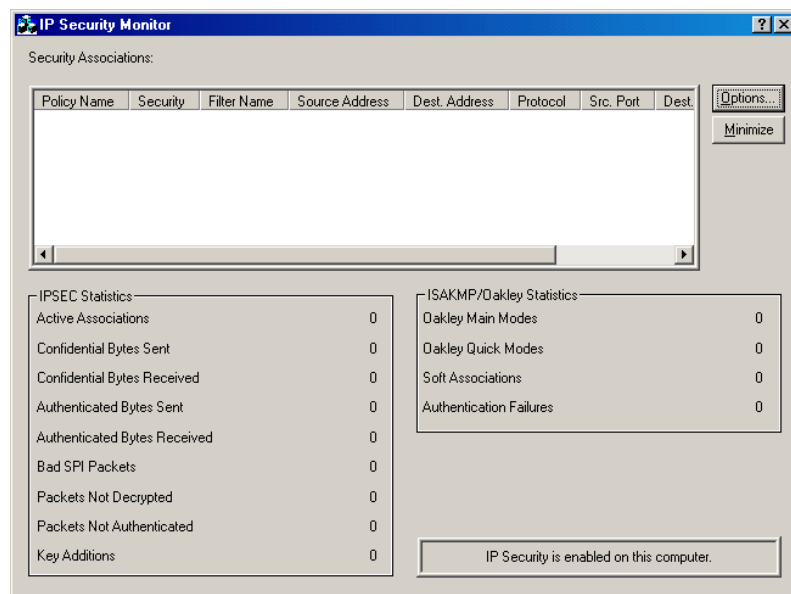 IP Security Monitor
Security Associations:
Policy Name Security Filter Name Source Address Dest. Address Protocol Src. Port Dest.
Options...
Minimize
IPSEC Statistics
Active Associations 0
Confidential Bytes Sent 0
Confidential Bytes Received 0
Authenticated Bytes Sent 0
Authenticated Bytes Received 0
Bad SPI Packets 0
Packets Not Decrypted 0
Packets Not Authenticated 0
Key Additions 0
ISAKMP/Oakley Statistics
Oakley Main Modes 0
Oakley Quick Modes 0
Soft Associations 0
Authentication Failures 0
IP Security is enabled on this computer.